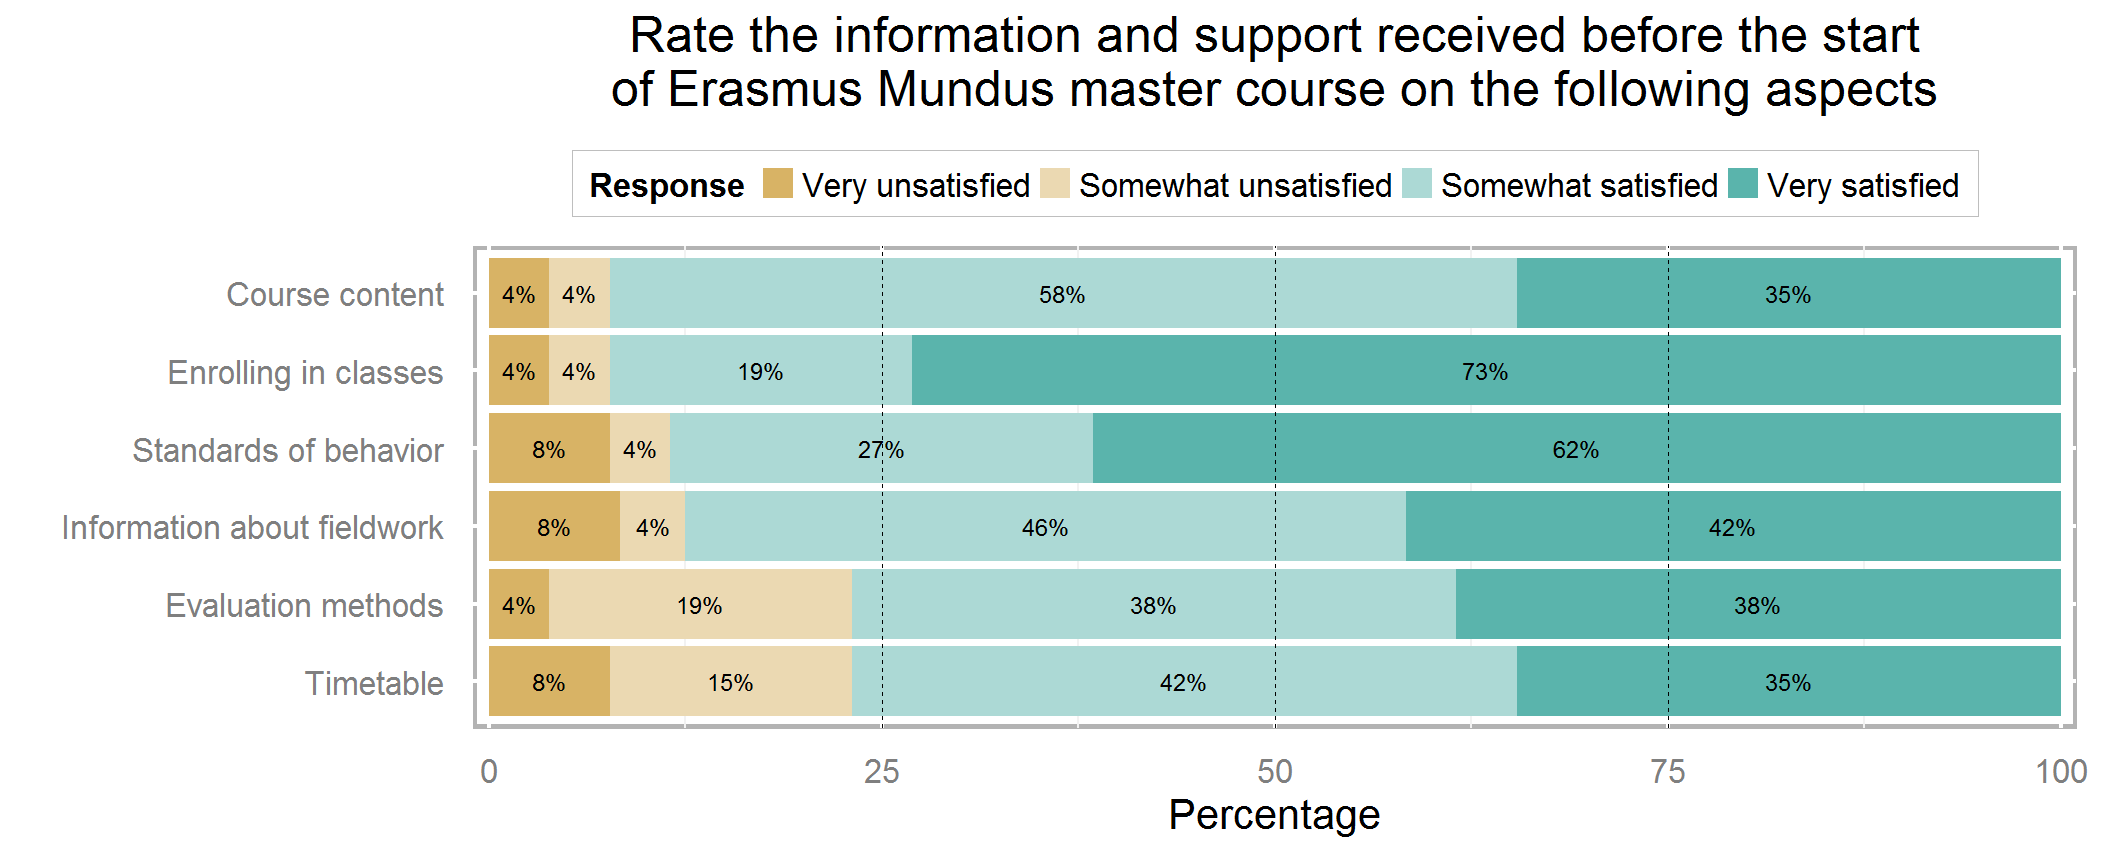 Rate the information and support received before the start
of Erasmus Mundus master course on the following aspects
Response Very unsatisfied Somewhat unsatisfied Somewhat satisfied Very satisfied
Course content 4% 4% 58% 35%
Enrolling in classes 4% 4% 19% 73%
Standards of behavior 8% 4% 27% 62%
Information about fieldwork 8% 4% 46% 42%
Evaluation methods 4% 19% 38% 38%
Timetable 8% 15% 42% 35%
0 25 50 75 100
Percentage